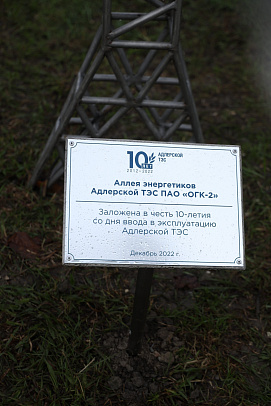 10 ЛЕТ
2012-2022
АДЛЕРСКОЙ
ТЭС
Аллея энергетиков
Адлерской ТЭС ПАО «ОГК-2»
Заложена в честь 10-летия
со дня ввода в эксплуатацию
Адлерской ТЭС
Декабрь 2022 г.